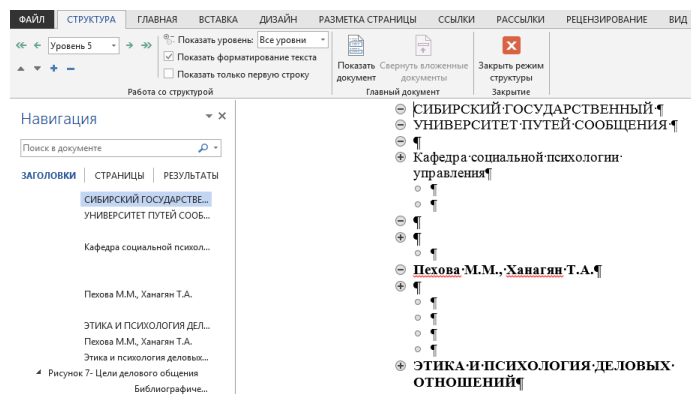 ФАЙЛ СТРУКТУРА ГЛАВНАЯ ВСТАВКА ДИЗАЙН РАЗМЕТКА СТРАНИЦЫ ССЫЛКИ РАССЫЛКИ РЕЦЕНЗИРОВАНИЕ ВИД
Уровень 5
Показать уровень: Все уровни
Показать форматирование текста
Показать только первую строку
Работа со структурой
Показать документ
Свернуть вложенные документы
Главный документ
Закрыть режим структуры
Закрытие
Навигация
Поиск в документе
ЗАГОЛОВКИ СТРАНИЦЫ РЕЗУЛЬТАТЫ
СИБИРСКИЙ ГОСУДАРСТВЕ...
УНИВЕРСИТЕТ ПУТЕЙ СООБ...
Кафедра социальной психол...
Пехова М.М., Ханагян Т.А.
ЭТИКА И ПСИХОЛОГИЯ ДЕЛ...
Пехова М.М., Ханагян Т.А.
Этика и психология деловых...
Рисунок 7- Цели делового общения
Библиографиче...
СИБИРСКИЙ·ГОСУДАРСТВЕННЫЙ·¶
УНИВЕРСИТЕТ·ПУТЕЙ·СООБЩЕНИЯ·¶
¶
Кафедра·социальной·психологии·
управления¶
¶
¶
¶
¶
¶
Пехова·М.М.,·Ханагян·Т.А.¶
¶
¶
¶
¶
¶
ЭТИКА·И·ПСИХОЛОГИЯ·ДЕЛОВЫХ·
ОТНОШЕНИЙ¶